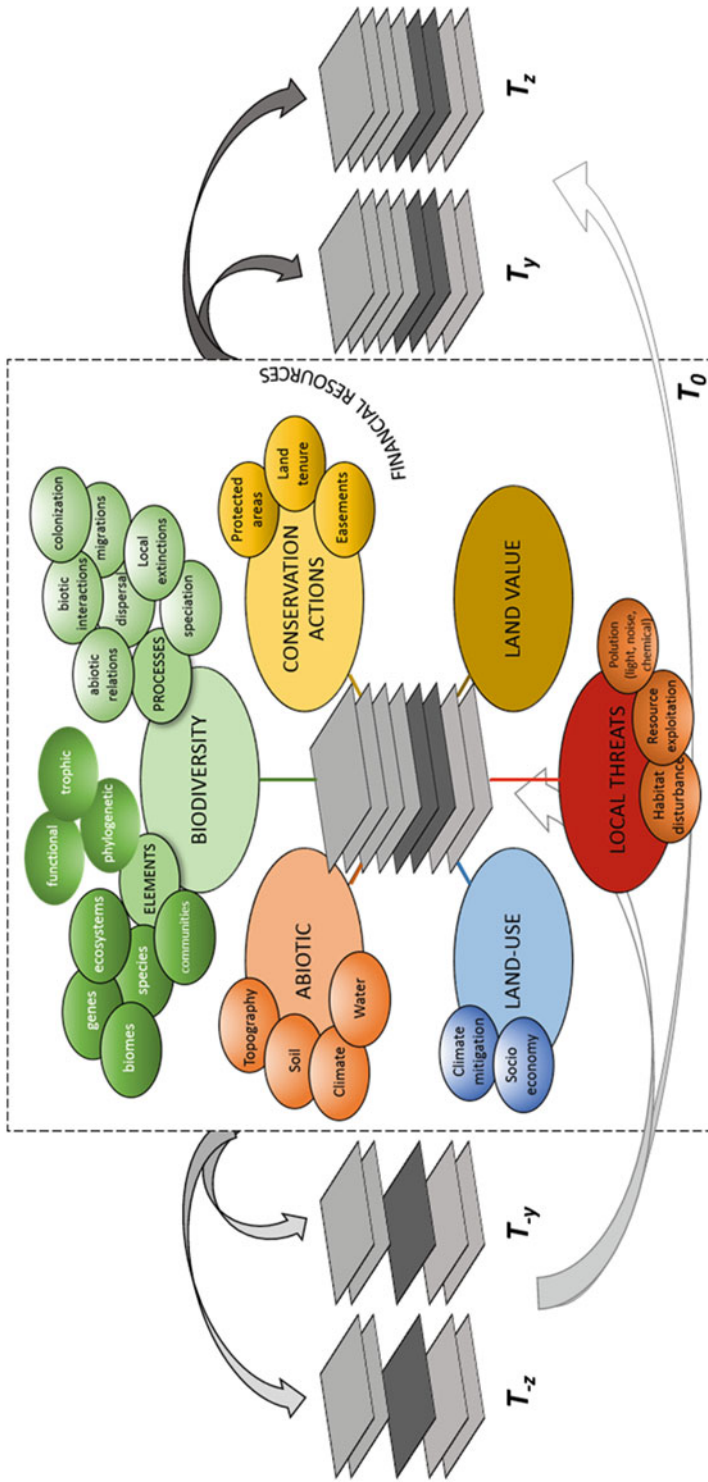 colonization
biotic
interactions
migrations
abiotic
relations
dispersal
Local
extinctions
speciation
PROCESSES
functional
trophic
phylogenetic
ELEMENTS
genes
ecosystems
biomes
species
communities
BIODIVERSITY
Topography
Soil
Climate
Water
ABIOTIC
CONSERVATION
ACTIONS
Protected
areas
Land
tenure
Easements
FINANCIAL RESOURCES
Climate
mitigation
Socio
economy
LAND-USE
LAND VALUE
LOCAL THREATS
Habitat
disturbance
Resource
exploitation
Polution
(light, noise,
chemical)
T-z
T-y
T0
Ty
Tz